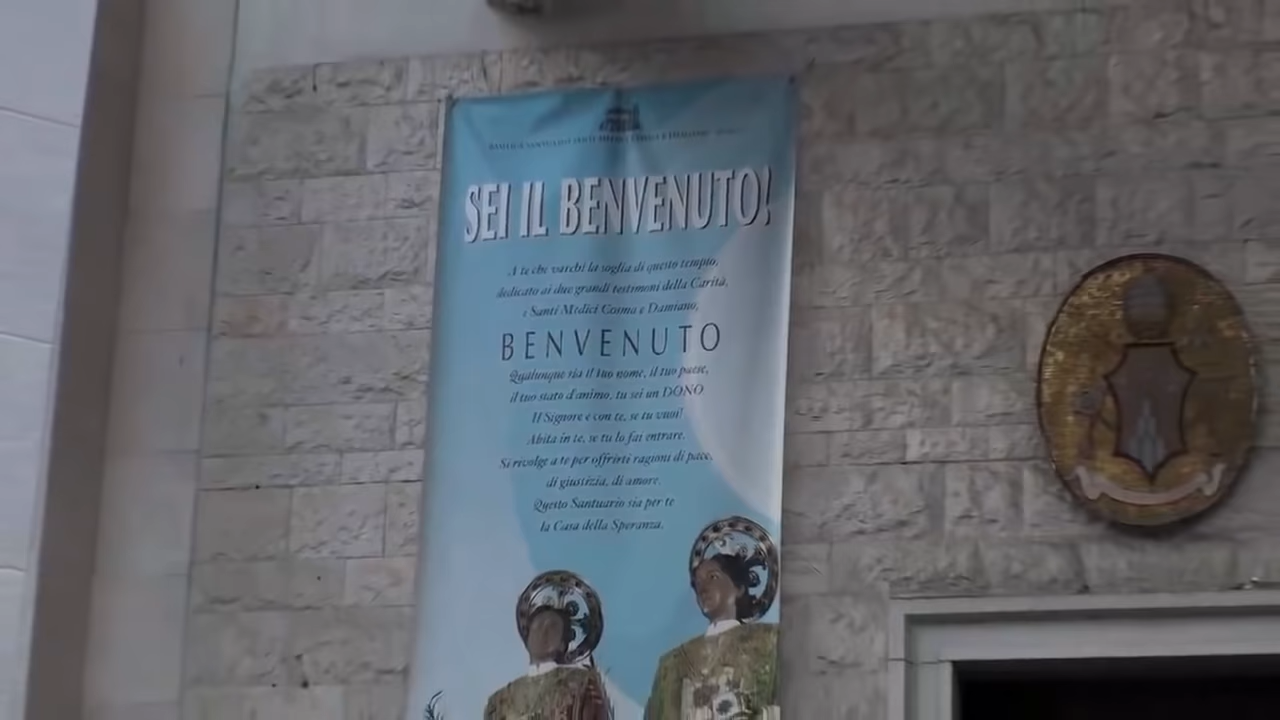 SEI IL BENVENUTO!
A te che varchi la soglia di questo tempio,
dedicato ai due grandi testimoni della Carità,
i Santi Medici Cosma e Damiano,
BENVENUTO
Qualunque sia il tuo nome, il tuo paese,
il tuo stato d'animo, tu sei un DONO
Il Signore è con te, se tu vuoi!
Abita in te, se tu lo fai entrare.
Si rivolge a te per offrirti ragioni di pace,
di giustizia, di amore.
Questo Santuario sia per te
la Casa della Speranza.